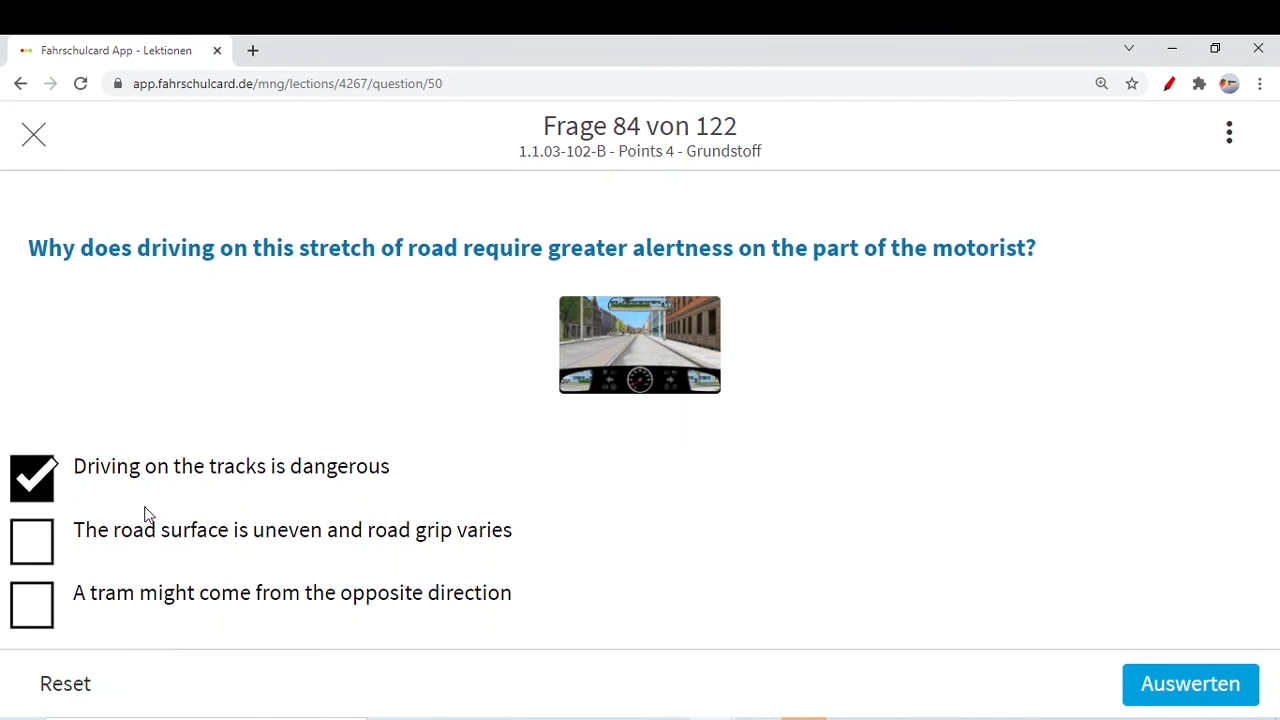 Fahrschulcard App - Lektionen
app.fahrschulcard.de/mng/lections/4267/question/50
Frage 84 von 122
1.1.03-102-B - Points 4 - Grundstoff
Why does driving on this stretch of road require greater alertness on the part of the motorist?
Driving on the tracks is dangerous
The road surface is uneven and road grip varies
A tram might come from the opposite direction
Reset
Auswerten